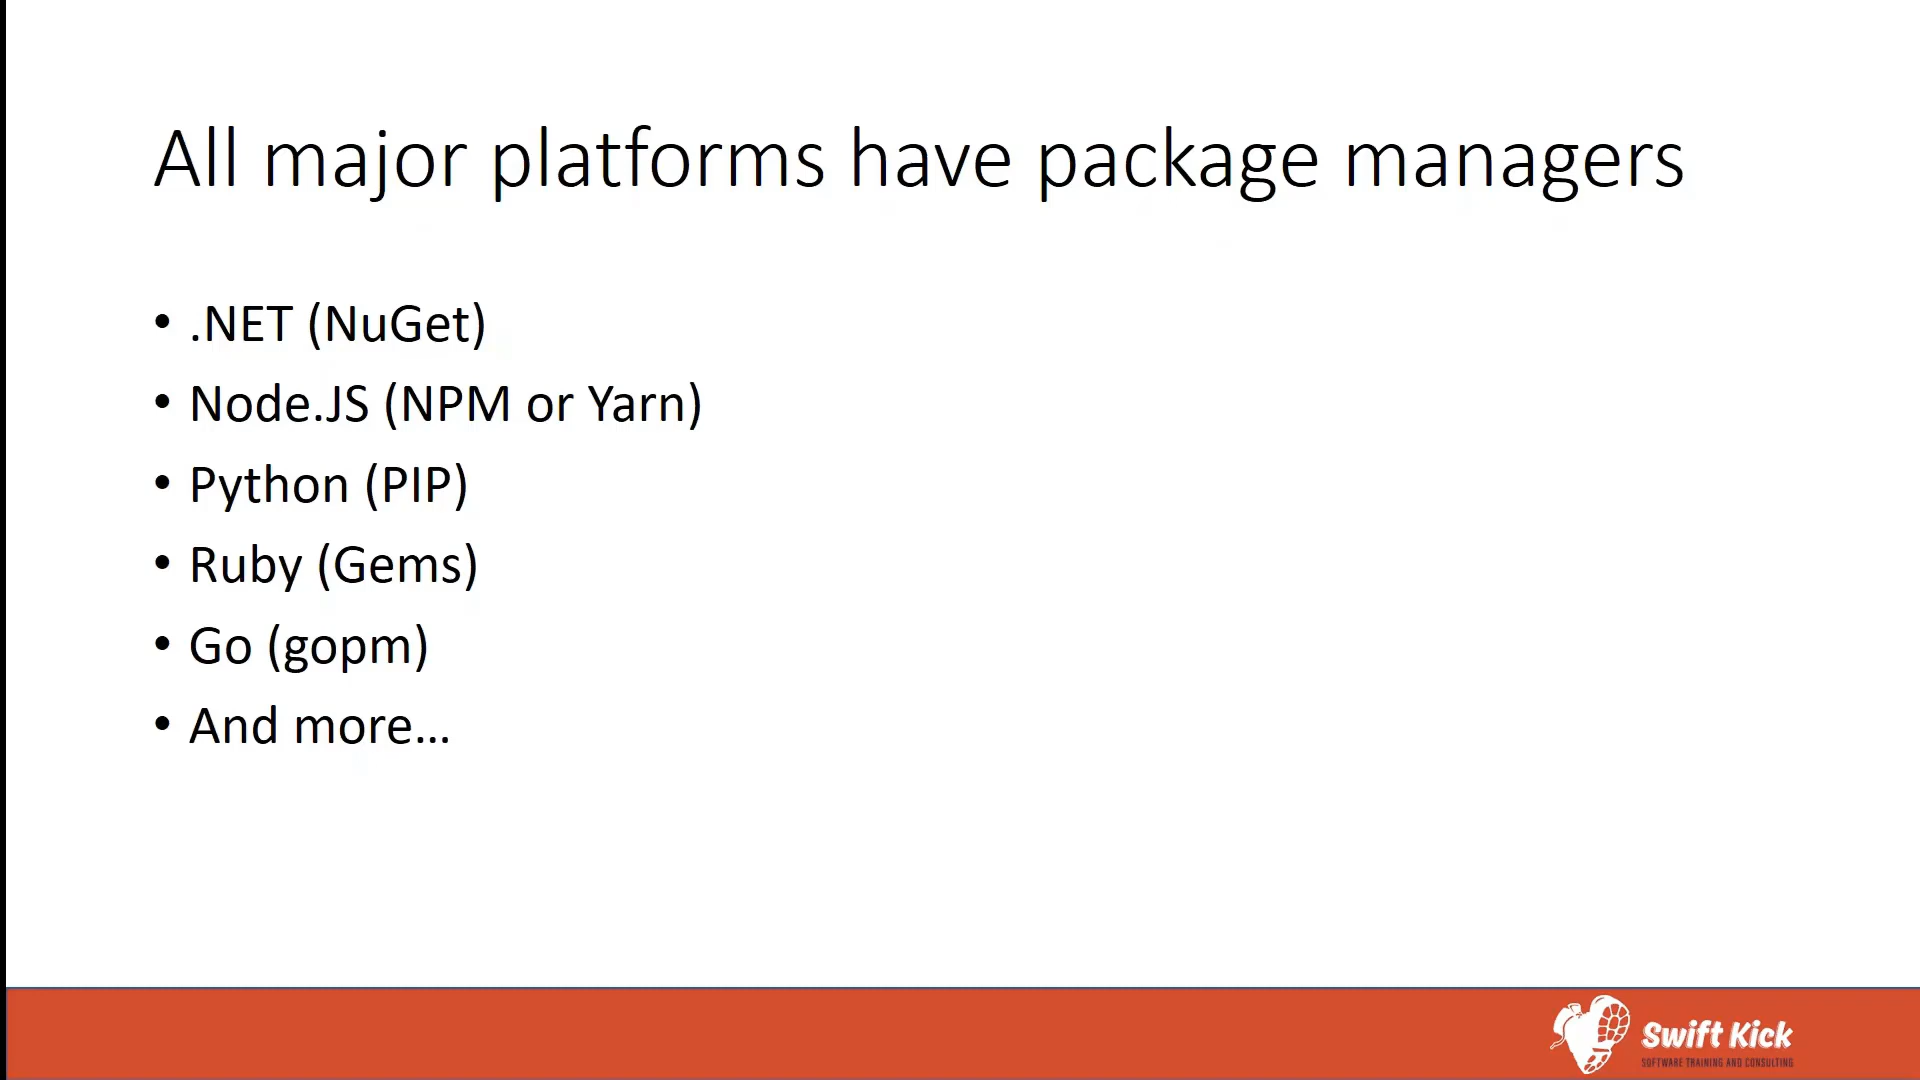 All major platforms have package managers
• .NET (NuGet)
• Node.JS (NPM or Yarn)
• Python (PIP)
• Ruby (Gems)
• Go (gopm)
• And more…
Swift Kick
SOFTWARE TRAINING AND CONSULTING